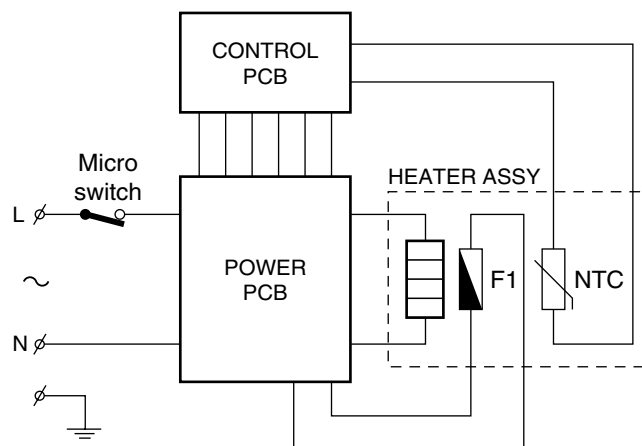 CONTROL
PCB
Micro
switch
HEATER ASSY
L
POWER
PCB
F1
NTC
N